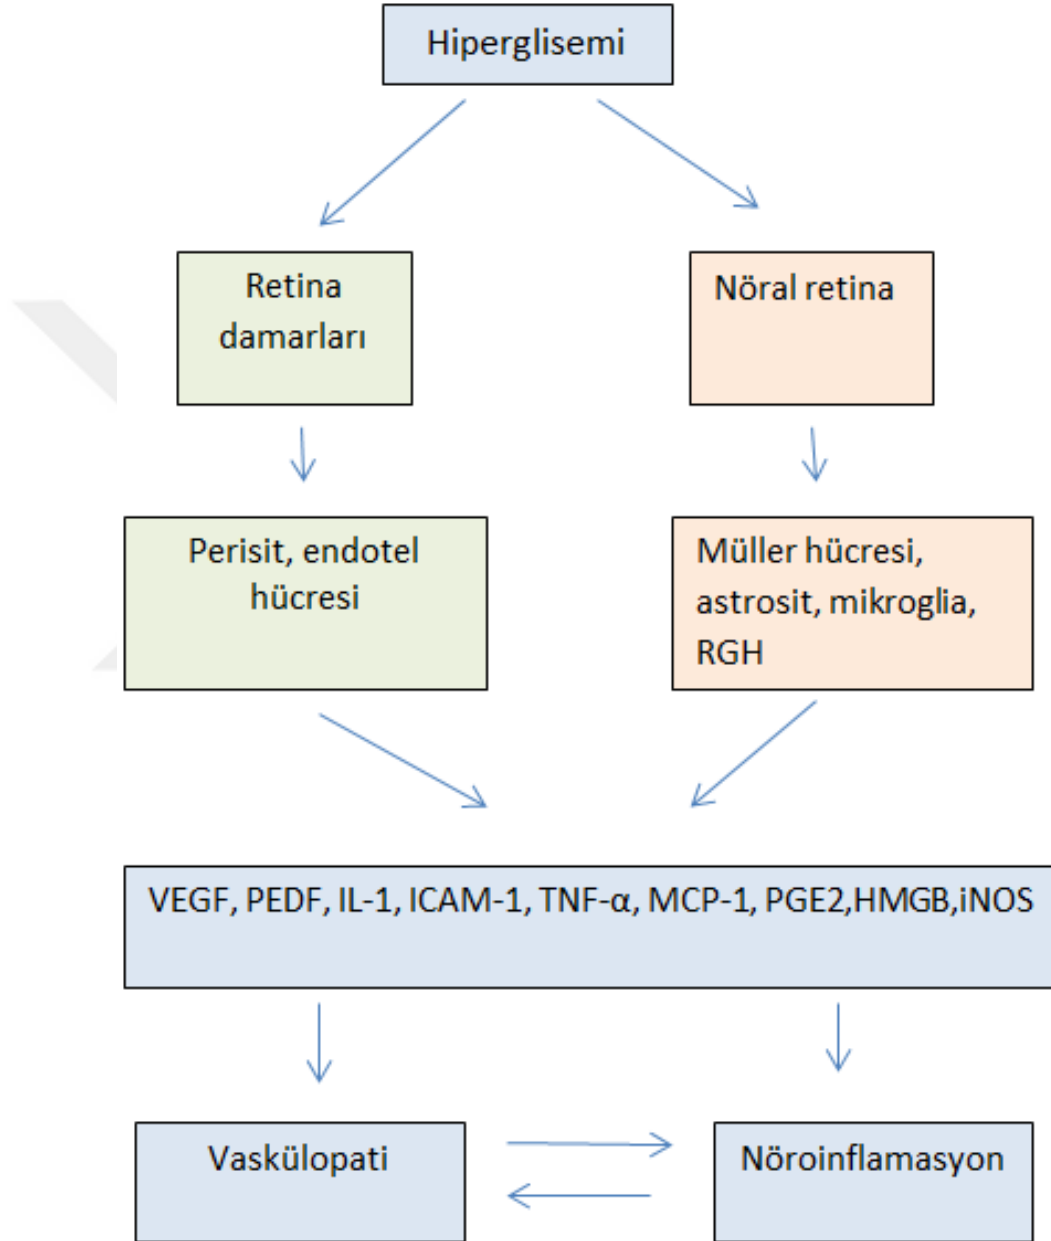 Hiperglisemi
Retina
damarları
Nöral retina
Perisit, endotel
hücresi
Müller hücresi,
astrosit, mikroglia,
RGH
VEGF, PEDF, IL-1, ICAM-1, TNF-α, MCP-1, PGE2,HMGB,iNOS
Vaskülopati
Nöroinflamasyon